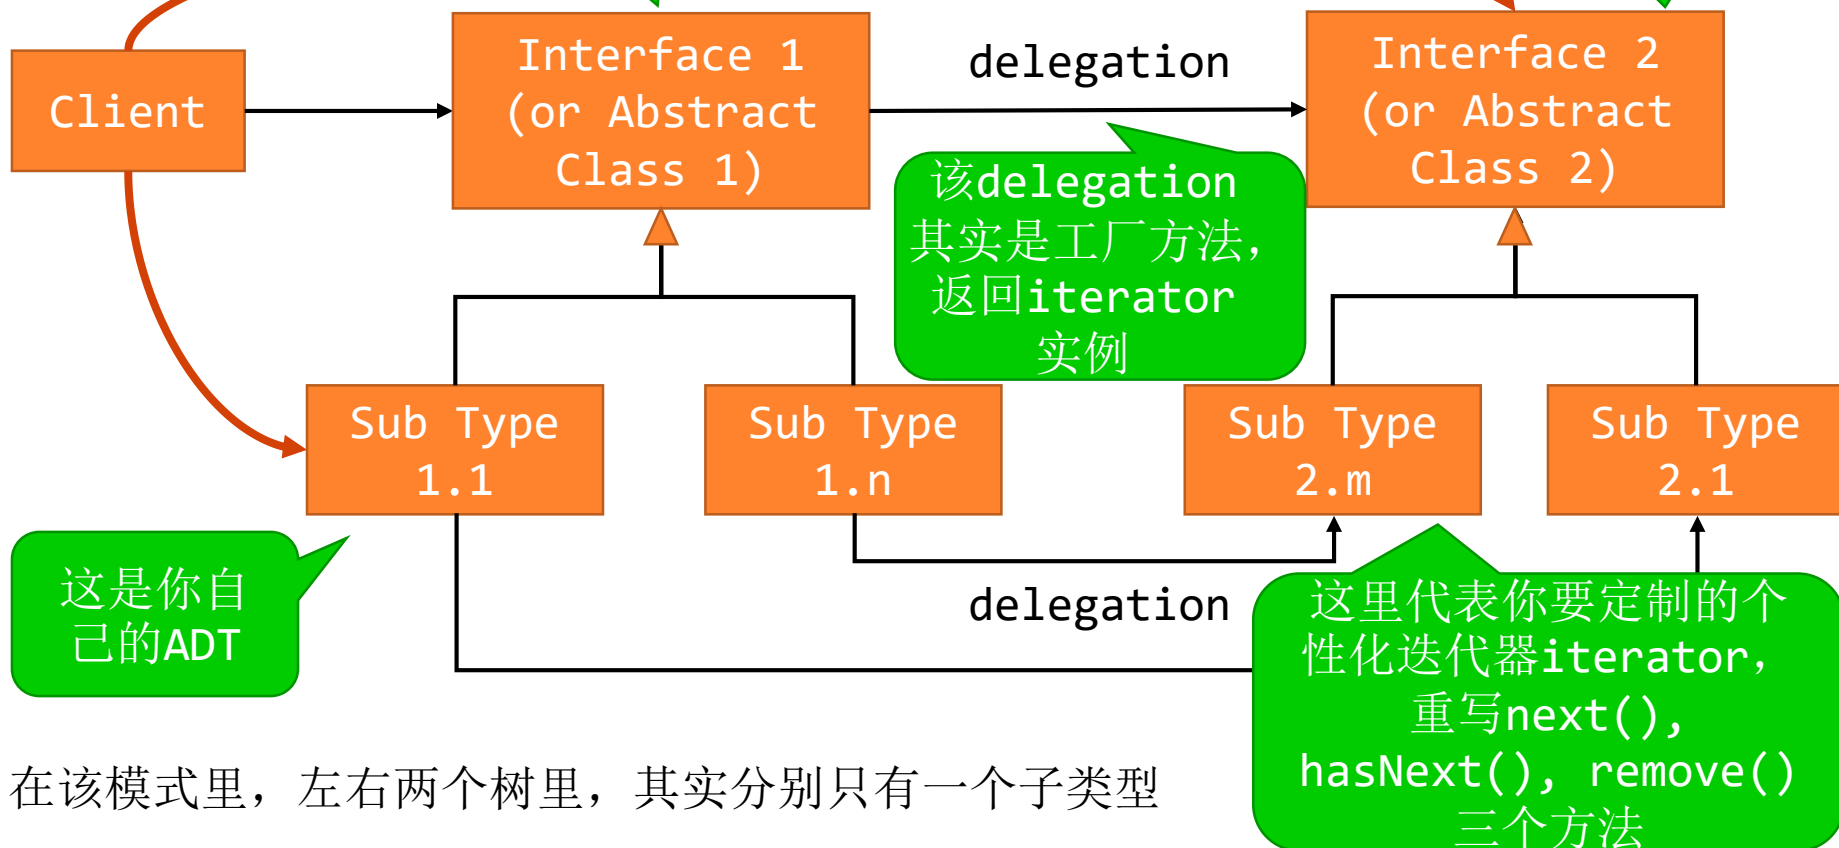 Client
Interface 1
(or Abstract
Class 1)
delegation
Interface 2
(or Abstract
Class 2)
该delegation
其实是工厂方法，
返回iterator
实例
Sub Type
1.1
Sub Type
1.n
Sub Type
2.m
Sub Type
2.1
这是你自
己的ADT
delegation
这里代表你要定制的个
性化迭代器iterator，
重写next(),
hasNext(), remove()
三个方法
在该模式里，左右两个树里，其实分别只有一个子类型